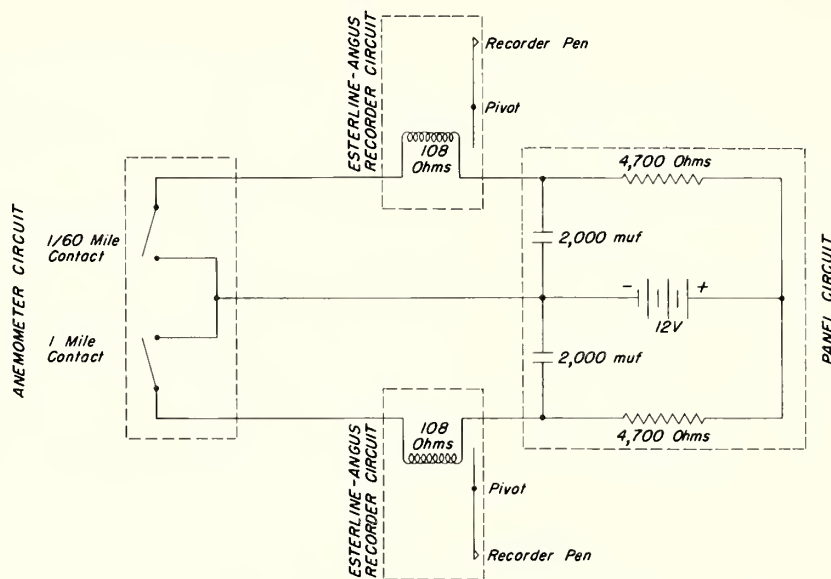 ESTERLINE-ANGUS
RECORDER CIRCUIT
Recorder Pen
Pivot
108
Ohms
4,700 Ohms
ANEMOMETER CIRCUIT
1/60 Mile
Contact
2,000 muf
- +
12V
PANEL CIRCUIT
1 Mile
Contact
2,000 muf
108
Ohms
4,700 Ohms
ESTERLINE-ANGUS
RECORDER CIRCUIT
Pivot
Recorder Pen